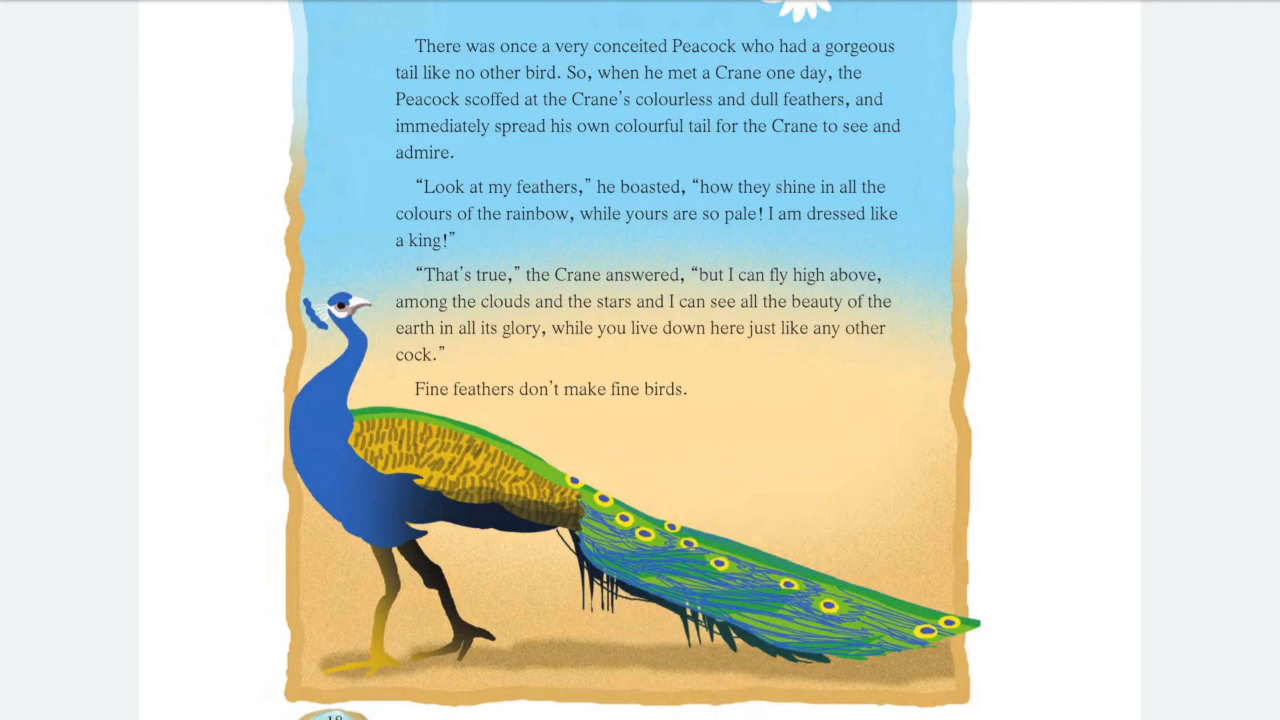 There was once a very conceited Peacock who had a gorgeous
tail like no other bird. So, when he met a Crane one day, the
Peacock scoffed at the Crane's colourless and dull feathers, and
immediately spread his own colourful tail for the Crane to see and
admire.
“Look at my feathers,” he boasted, “how they shine in all the
colours of the rainbow, while yours are so pale! I am dressed like
a king!”
“That's true,” the Crane answered, “but I can fly high above,
among the clouds and the stars and I can see all the beauty of the
earth in all its glory, while you live down here just like any other
cock.”
Fine feathers don't make fine birds.